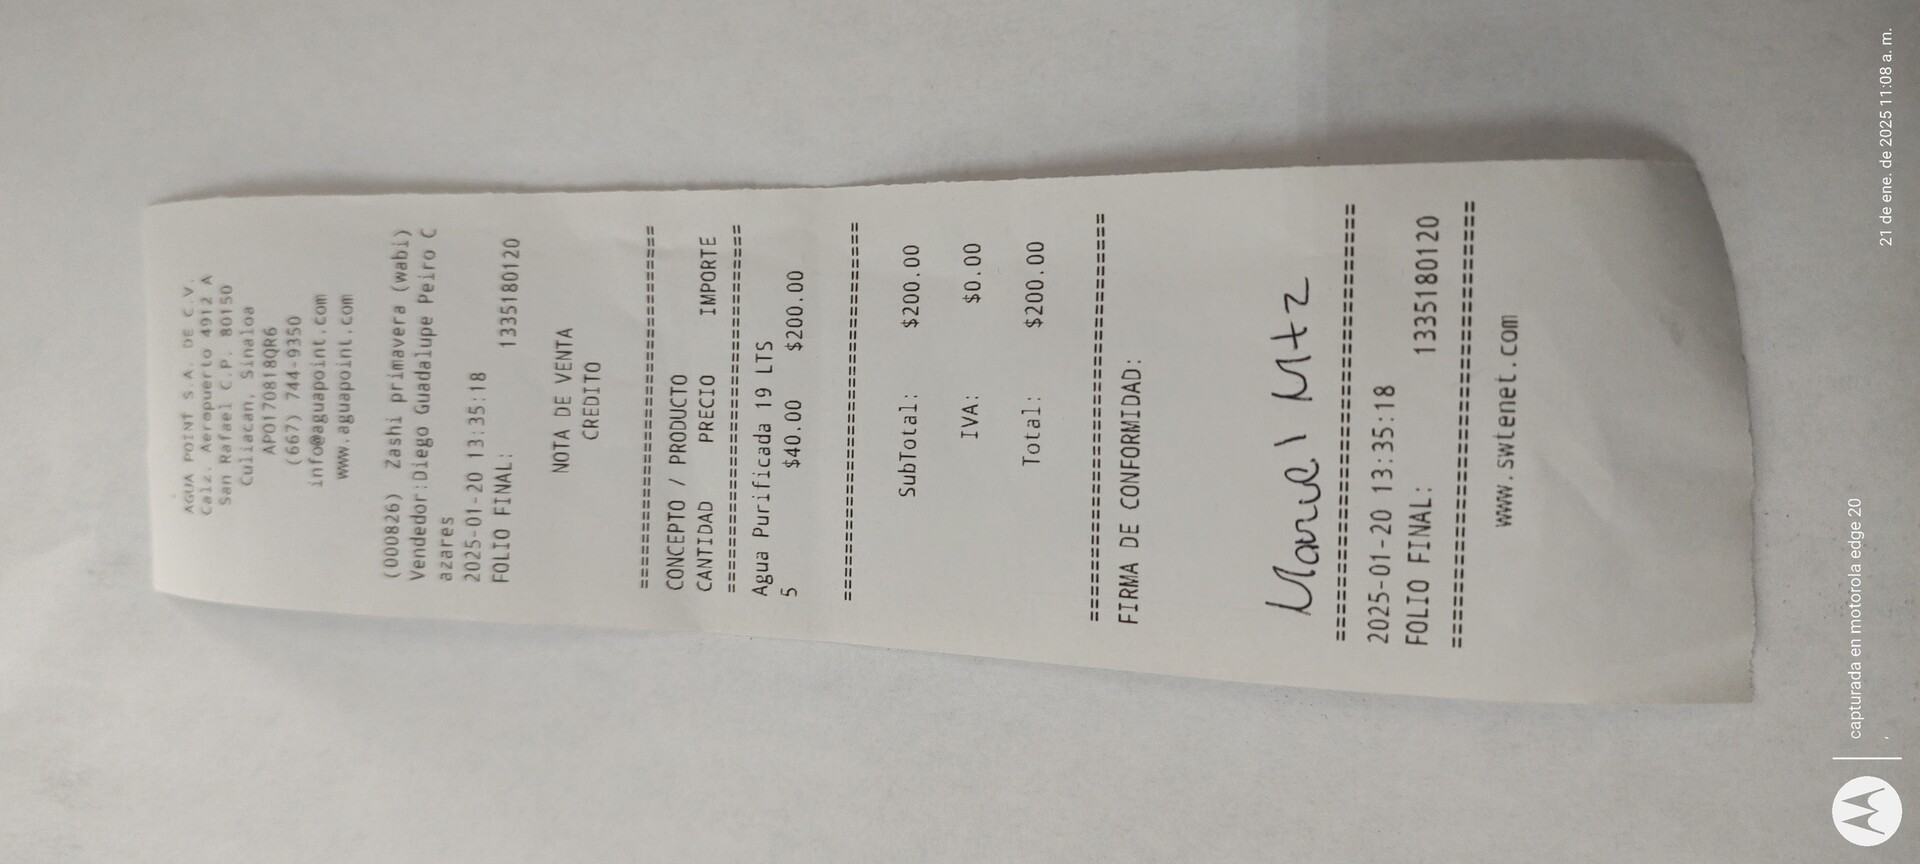 AGUA POINT S.A. DE C.V.
Calz. Aeropuerto 4912 A
San Rafael C.P. 80150
Culiacan, Sinaloa
APO170818QR6
(667) 744-9350
info@aguapoint.com
www.aguapoint.com
(000826) Zashi primavera (wabi)
Vendedor:Diego Guadalupe Peiro C
azares
2025-01-20 13:35:18
FOLIO FINAL: 1335180120
NOTA DE VENTA
CREDITO
================================
CONCEPTO / PRODUCTO
CANTIDAD PRECIO IMPORTE
================================
Agua Purificada 19 LTS
5 $40.00 $200.00
================================
SubTotal: $200.00
IVA: $0.00
Total: $200.00
================================
FIRMA DE CONFORMIDAD:
Manuel Mtz
================================
2025-01-20 13:35:18
FOLIO FINAL: 1335180120
================================
www.swtenet.com
capturada en motorola edge 20
,
21 de ene. de 2025 11:08 a. m.